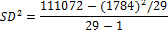 SD² = (111072 − (1784)²/29) / (29 − 1)